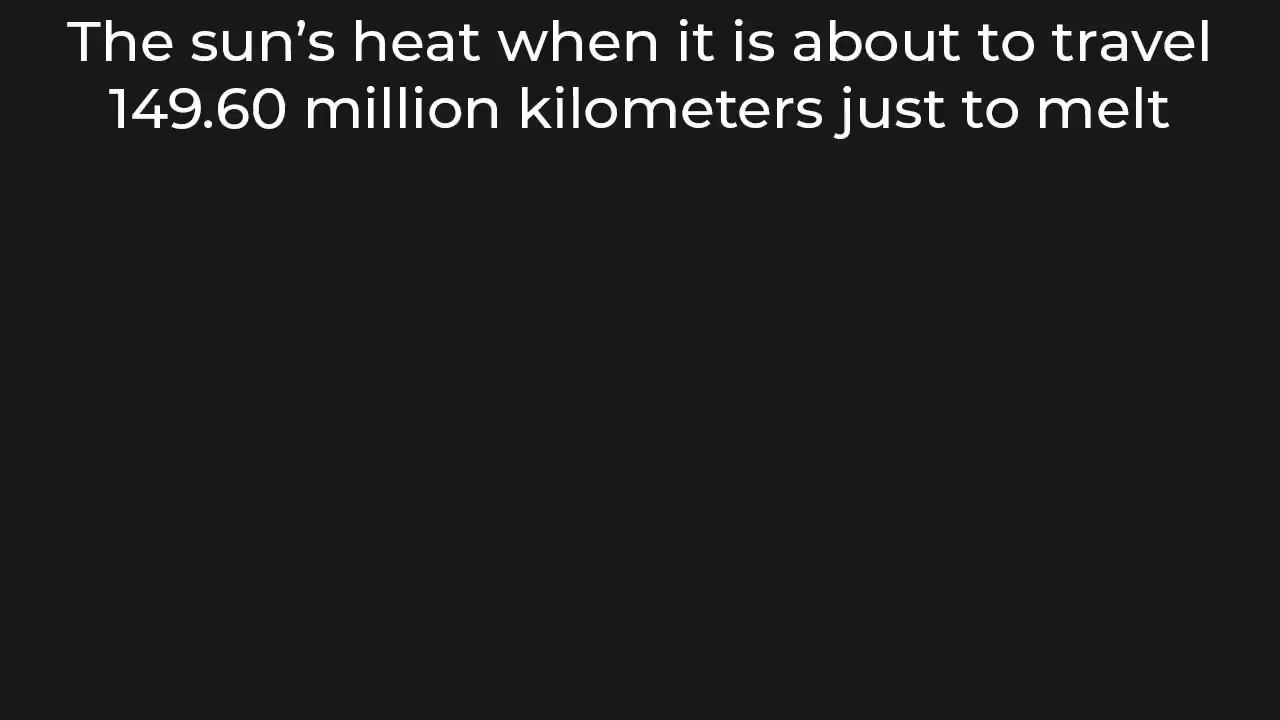 The sun’s heat when it is about to travel
149.60 million kilometers just to melt